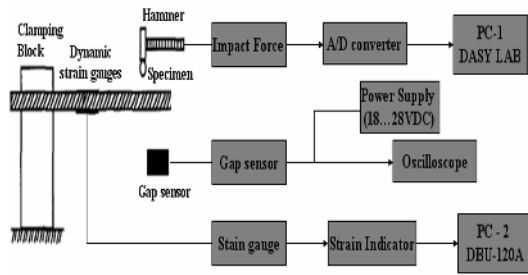 Hammer
Clamping
Block
Dynamic
strain gauges
Specimen
Impact Force
A/D converter
PC-1
DASY LAB
Power Supply
(18...28VDC)
Gap sensor
Gap sensor
Oscilloscope
Stain gauge
Strain Indicator
PC - 2
DBU-120A